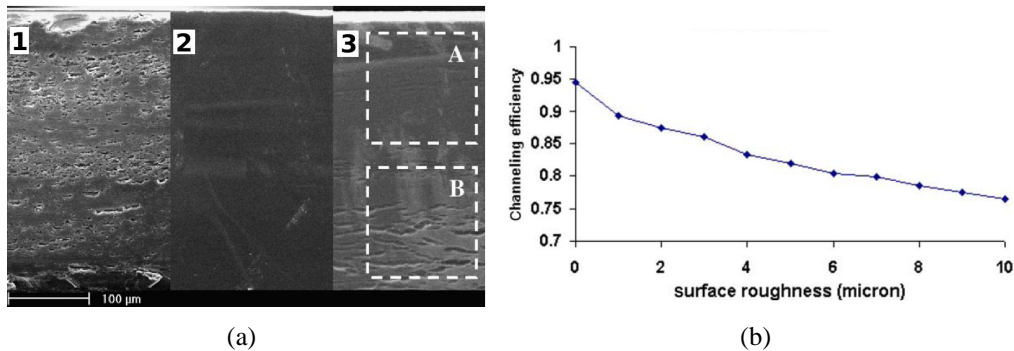 1
2
3
A
B
100 µm
(a)
1
0.95
0.9
0.85
0.8
0.75
0.7
Channeling efficiency
0
2
4
6
8
10
surface roughness (micron)
(b)